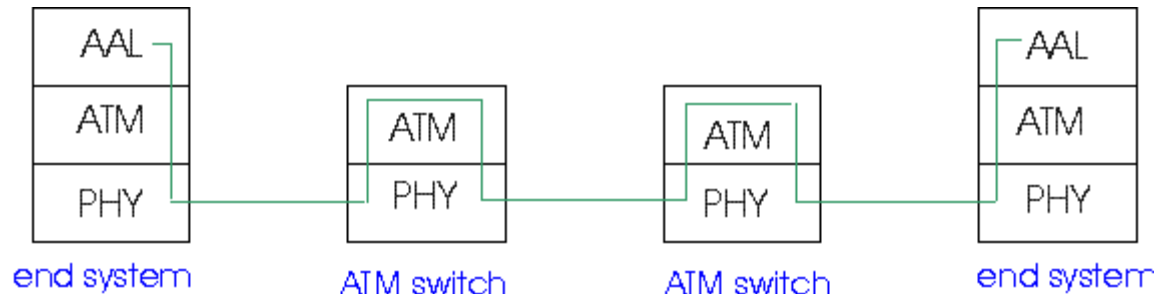 AAL
ATM
PHY
end system
ATM
PHY
ATM switch
ATM
PHY
ATM switch
AAL
ATM
PHY
end system